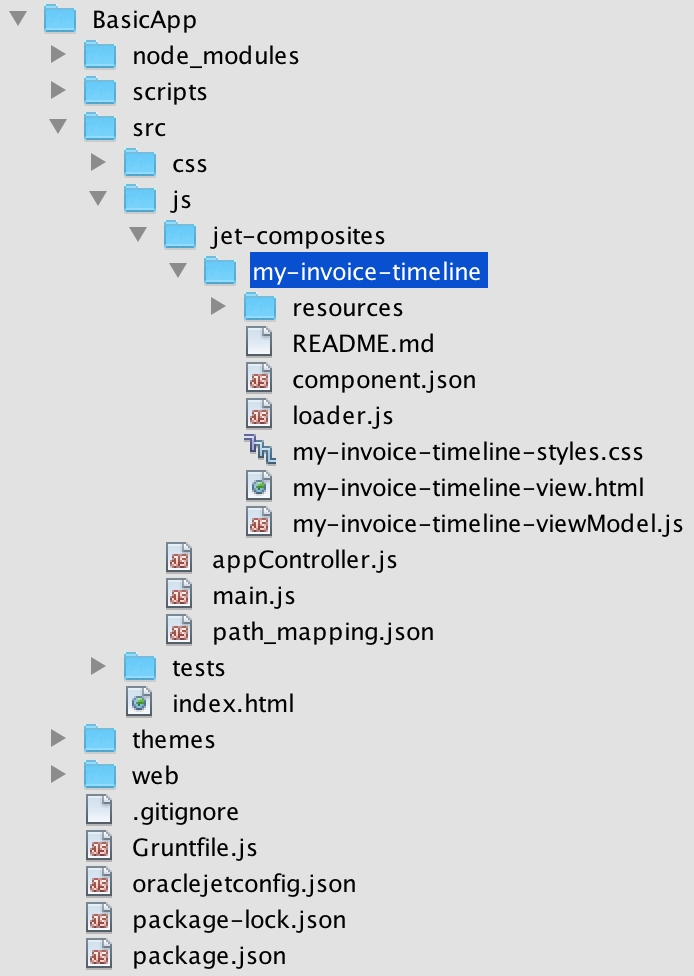 BasicApp
node_modules
scripts
src
css
js
jet-composites
my-invoice-timeline
resources
README.md
component.json
loader.js
my-invoice-timeline-styles.css
my-invoice-timeline-view.html
my-invoice-timeline-viewModel.js
appController.js
main.js
path_mapping.json
tests
index.html
themes
web
.gitignore
Gruntfile.js
oraclejetconfig.json
package-lock.json
package.json